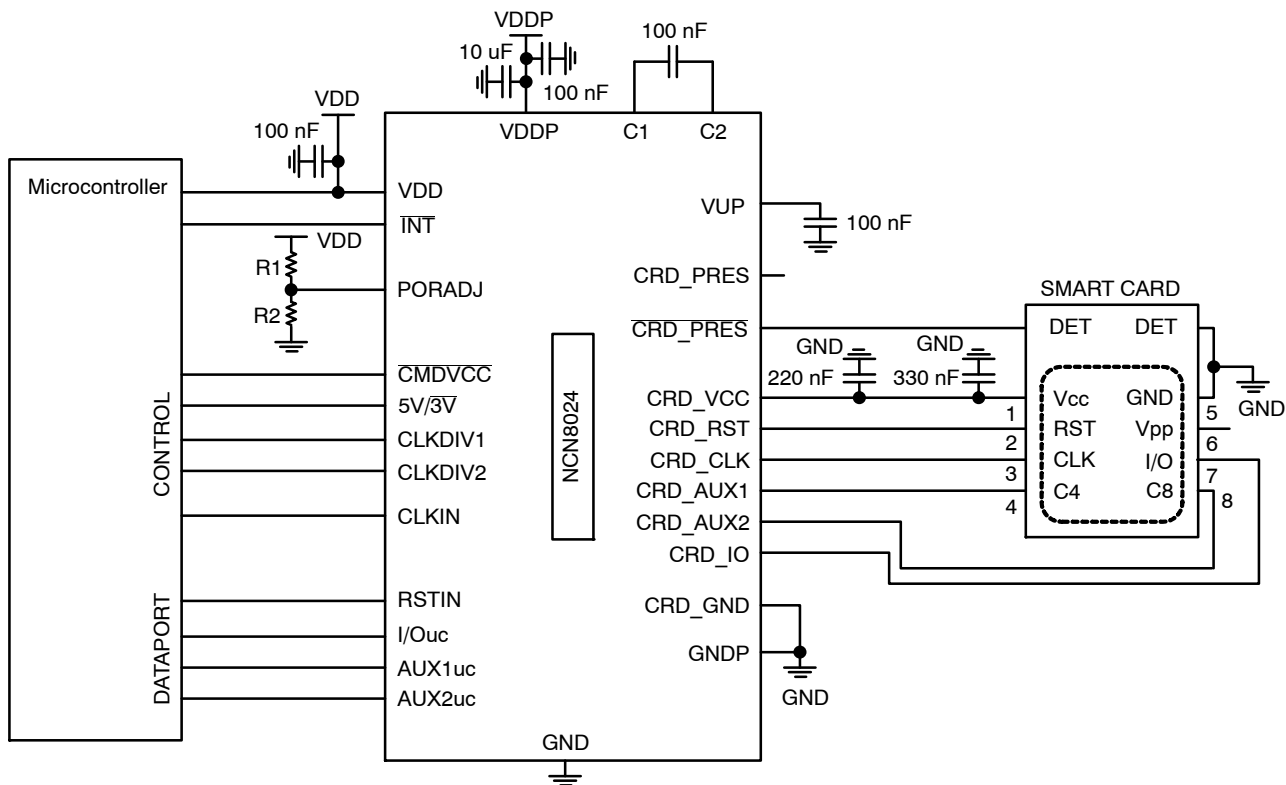 VDDP
10 uF
100 nF
100 nF
VDD
100 nF
VDDP
C1
C2
Microcontroller
VDD
INT
VDD
R1
R2
PORADJ
CONTROL
CMDVCC
5V/3V
CLKDIV1
CLKDIV2
CLKIN
DATAPORT
RSTIN
I/Ouc
AUX1uc
AUX2uc
NCN8024
GND
VUP
100 nF
CRD_PRES
CRD_PRES
CRD_VCC
CRD_RST
CRD_CLK
CRD_AUX1
CRD_AUX2
CRD_IO
CRD_GND
GNDP
GND
GND
220 nF
GND
330 nF
SMART CARD
DET DET
Vcc GND
RST Vpp
CLK I/O
C4 C8
1
2
3
4
5
6
7
8
GND